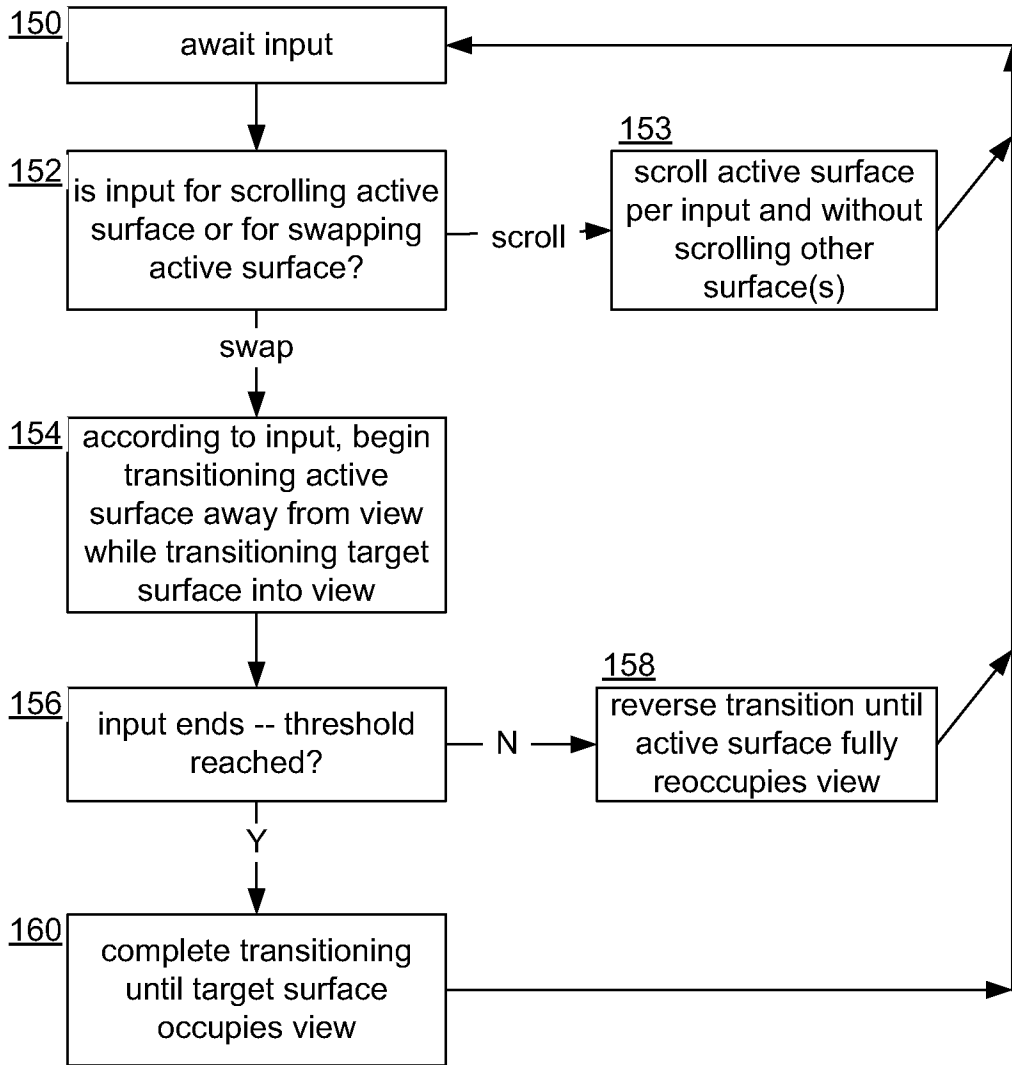 150
await input
152
is input for scrolling active
surface or for swapping
active surface?
scroll
153
scroll active surface
per input and without
scrolling other
surface(s)
swap
154
according to input, begin
transitioning active
surface away from view
while transitioning target
surface into view
156
input ends -- threshold
reached?
N
158
reverse transition until
active surface fully
reoccupies view
Y
160
complete transitioning
until target surface
occupies view